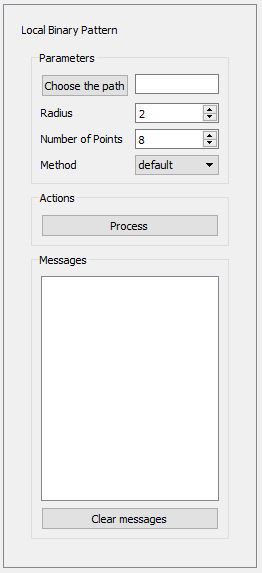 Local Binary Pattern
Parameters
Choose the path
Radius 2
Number of Points 8
Method default
Actions
Process
Messages
Clear messages